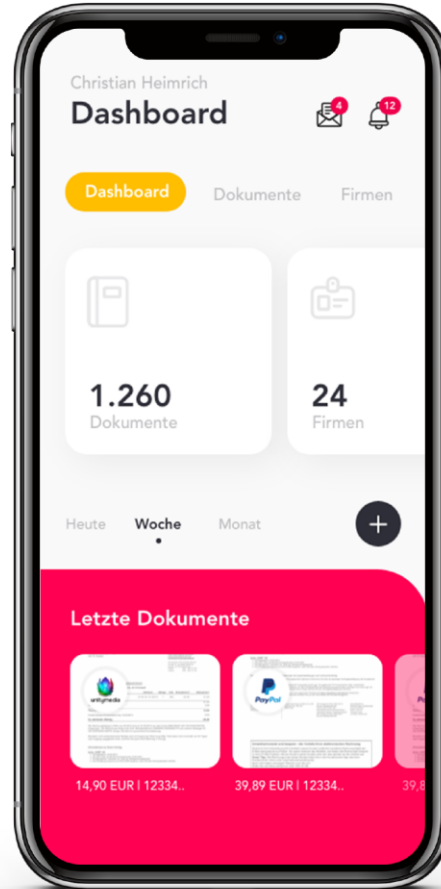 Christian Heimrich
Dashboard
4
12
Dashboard
Dokumente
Firmen
1.260
Dokumente
24
Firmen
Heute
Woche
Monat
Letzte Dokumente
unitymedia
PayPal
14,90 EUR | 12334..
39,89 EUR | 12334..
39,8